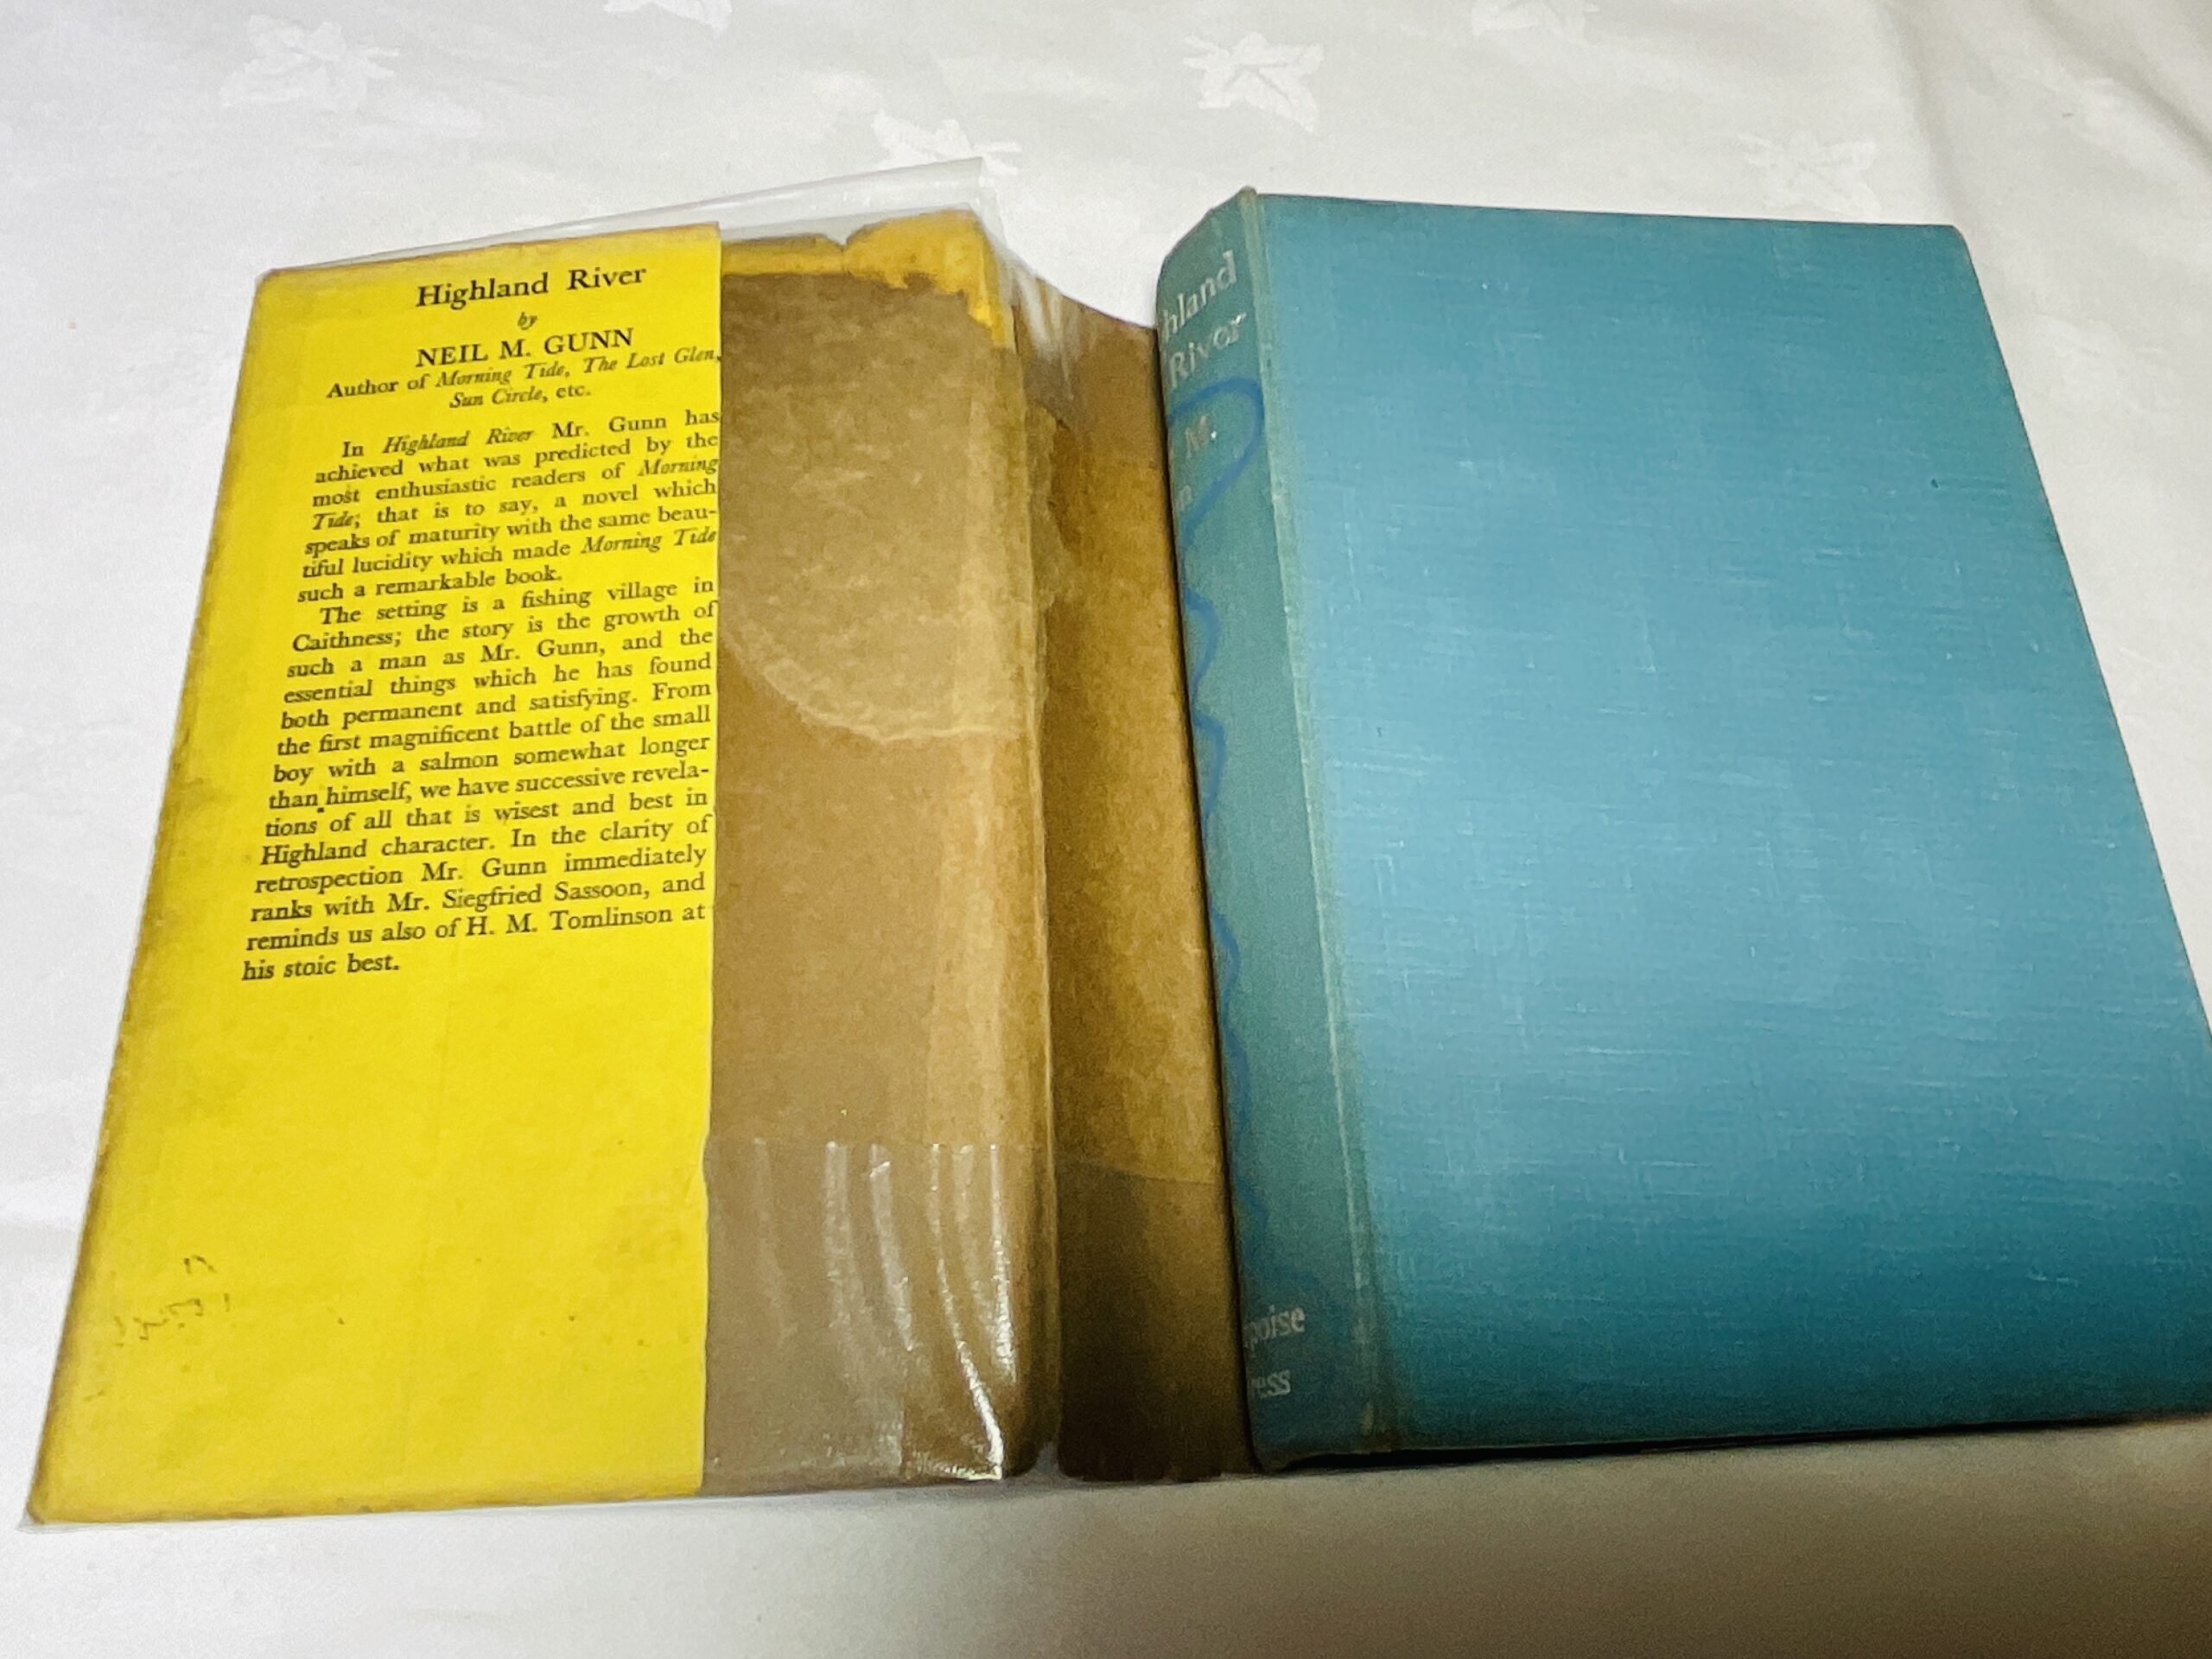 Highland River
by
NEIL M. GUNN
Author of Morning Tide, The Lost Glen,
Sun Circle, etc.
In Highland River Mr. Gunn has
achieved what was predicted by the
most enthusiastic readers of Morning
Tide; that is to say, a novel which
speaks of maturity with the same beau-
tiful lucidity which made Morning Tide
such a remarkable book.
The setting is a fishing village in
Caithness; the story is the growth of
such a man as Mr. Gunn, and the
essential things which he has found
both permanent and satisfying. From
the first magnificent battle of the small
boy with a salmon somewhat longer
than himself, we have successive revela-
tions of all that is wisest and best in
Highland character. In the clarity of
retrospection Mr. Gunn immediately
ranks with Mr. Siegfried Sassoon, and
reminds us also of H. M. Tomlinson at
his stoic best.
hland
River
M.
poise
ess